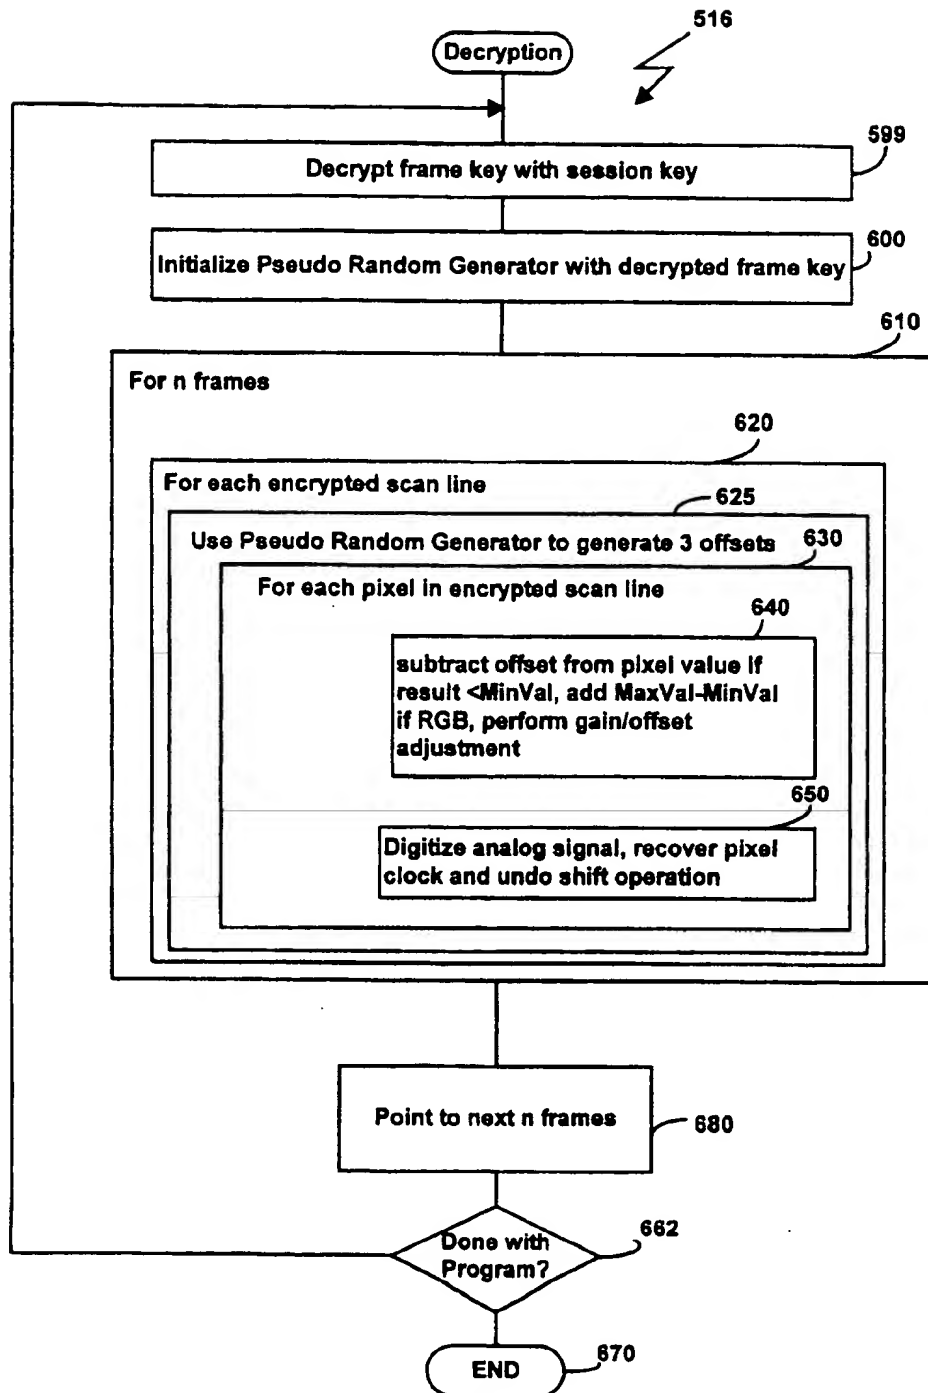 516
Decryption
599
Decrypt frame key with session key
600
Initialize Pseudo Random Generator with decrypted frame key
610
For n frames
620
For each encrypted scan line
625
Use Pseudo Random Generator to generate 3 offsets
630
For each pixel in encrypted scan line
640
subtract offset from pixel value if
result <MinVal, add MaxVal-MinVal
if RGB, perform gain/offset
adjustment
650
Digitize analog signal, recover pixel
clock and undo shift operation
Point to next n frames
680
Done with
Program?
662
END
670